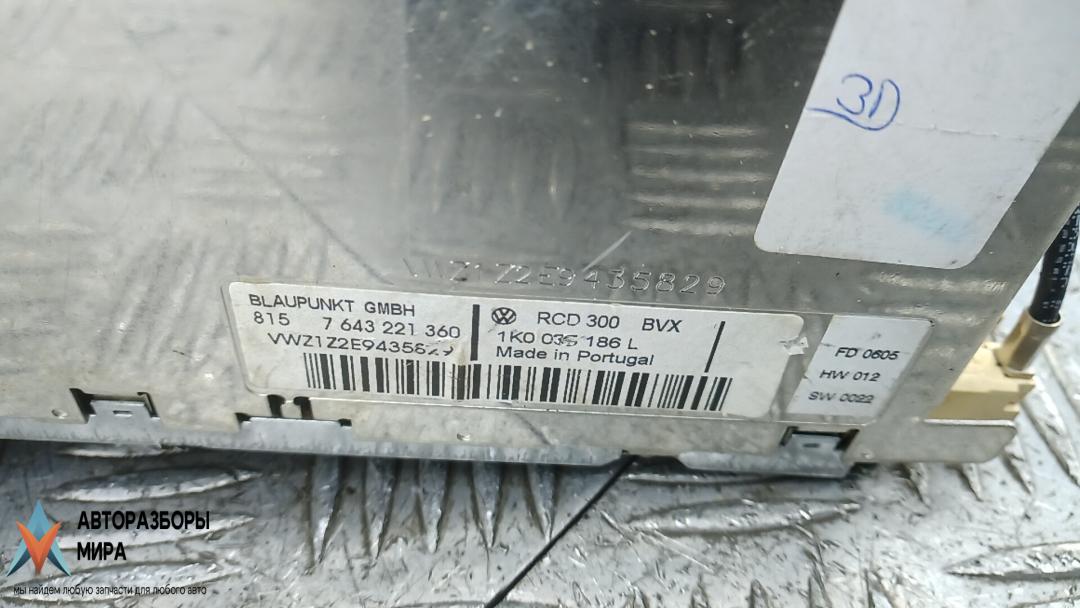 3D
VWZ1Z2E9435829
BLAUPUNKT GMBH
815 7 643 221 360
VWZ1Z2E9435829
RCD 300 BVX
1K0 035 186 L
Made in Portugal
FD 0605
HW 012
SW 0022
АВТОРАЗБОРЫ
МИРА
мы найдем любую запчасти для любого авто